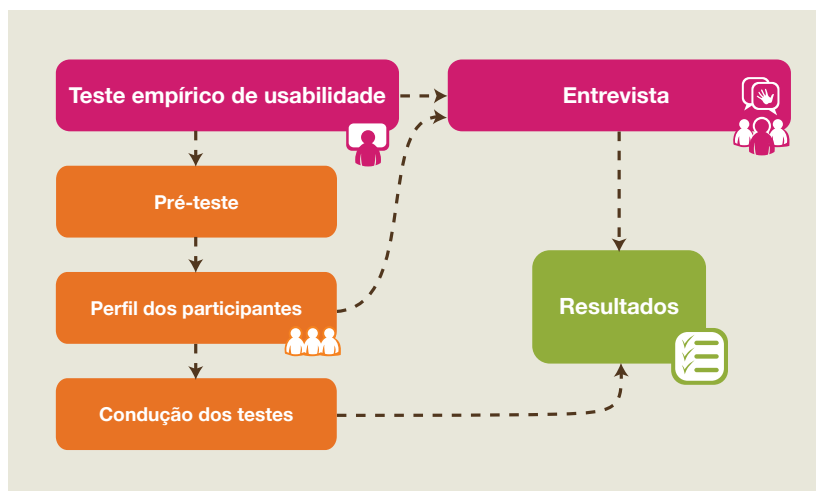 Teste empírico de usabilidade
Entrevista
Pré-teste
Perfil dos participantes
Resultados
Condução dos testes